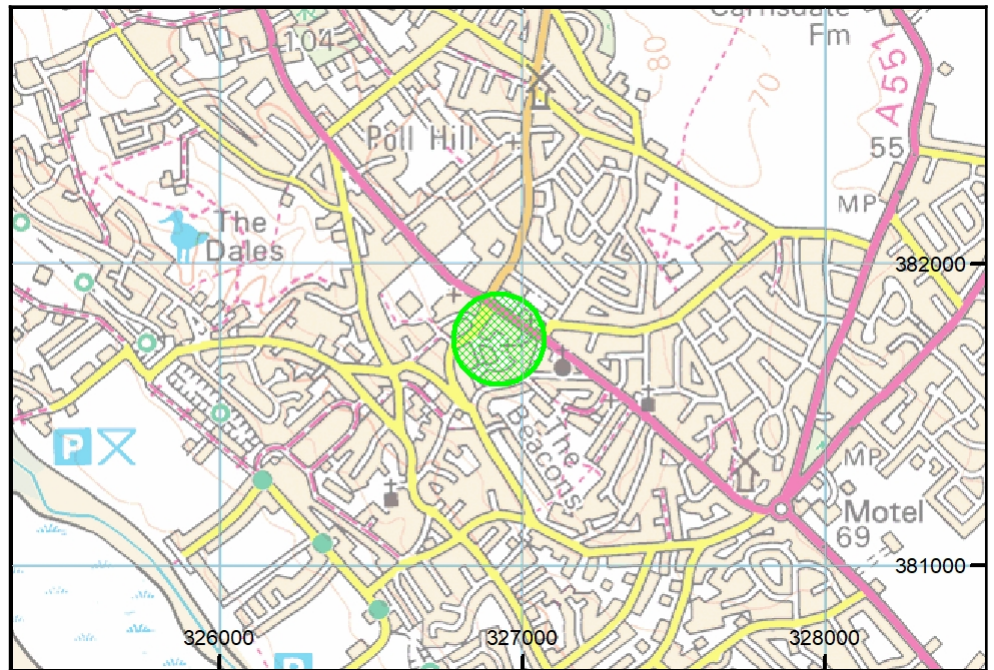 Carnsdale
Fm
104
80
70
A 551
Poll Hill
55
MP
The
Dales
382000
The
Beacons
P
MP
Motel
69
381000
326000
327000
328000
P